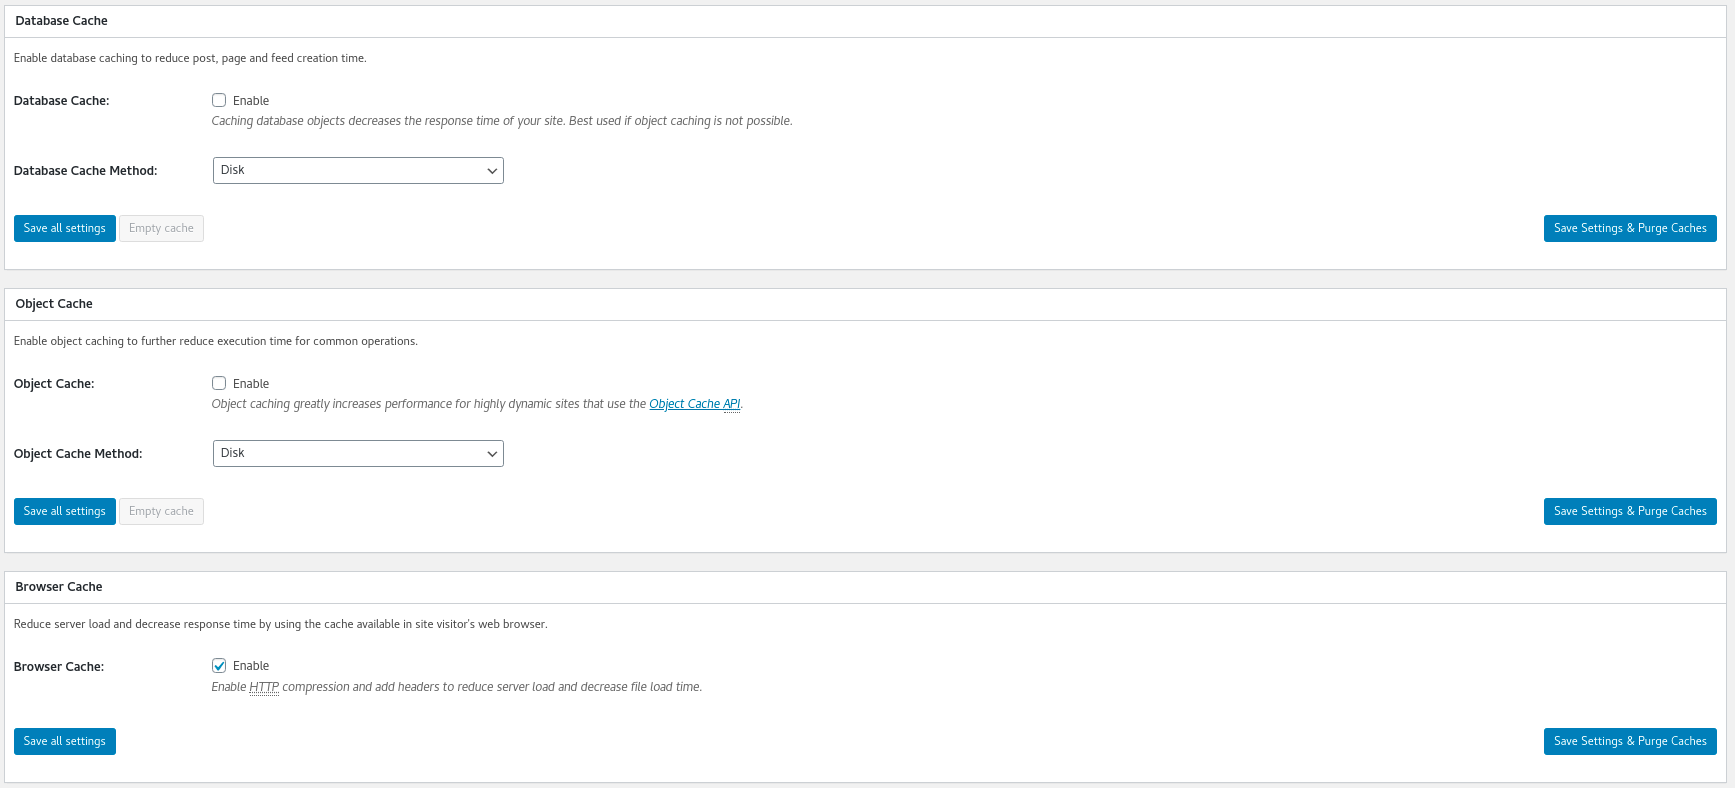 Database Cache
Enable database caching to reduce post, page and feed creation time.
Database Cache: Enable
Caching database objects decreases the response time of your site. Best used if object caching is not possible.
Database Cache Method: Disk
Save all settings Empty cache Save Settings & Purge Caches
Object Cache
Enable object caching to further reduce execution time for common operations.
Object Cache: Enable
Object caching greatly increases performance for highly dynamic sites that use the Object Cache API.
Object Cache Method: Disk
Save all settings Empty cache Save Settings & Purge Caches
Browser Cache
Reduce server load and decrease response time by using the cache available in site visitor's web browser.
Browser Cache: Enable
Enable HTTP compression and add headers to reduce server load and decrease file load time.
Save all settings Save Settings & Purge Caches